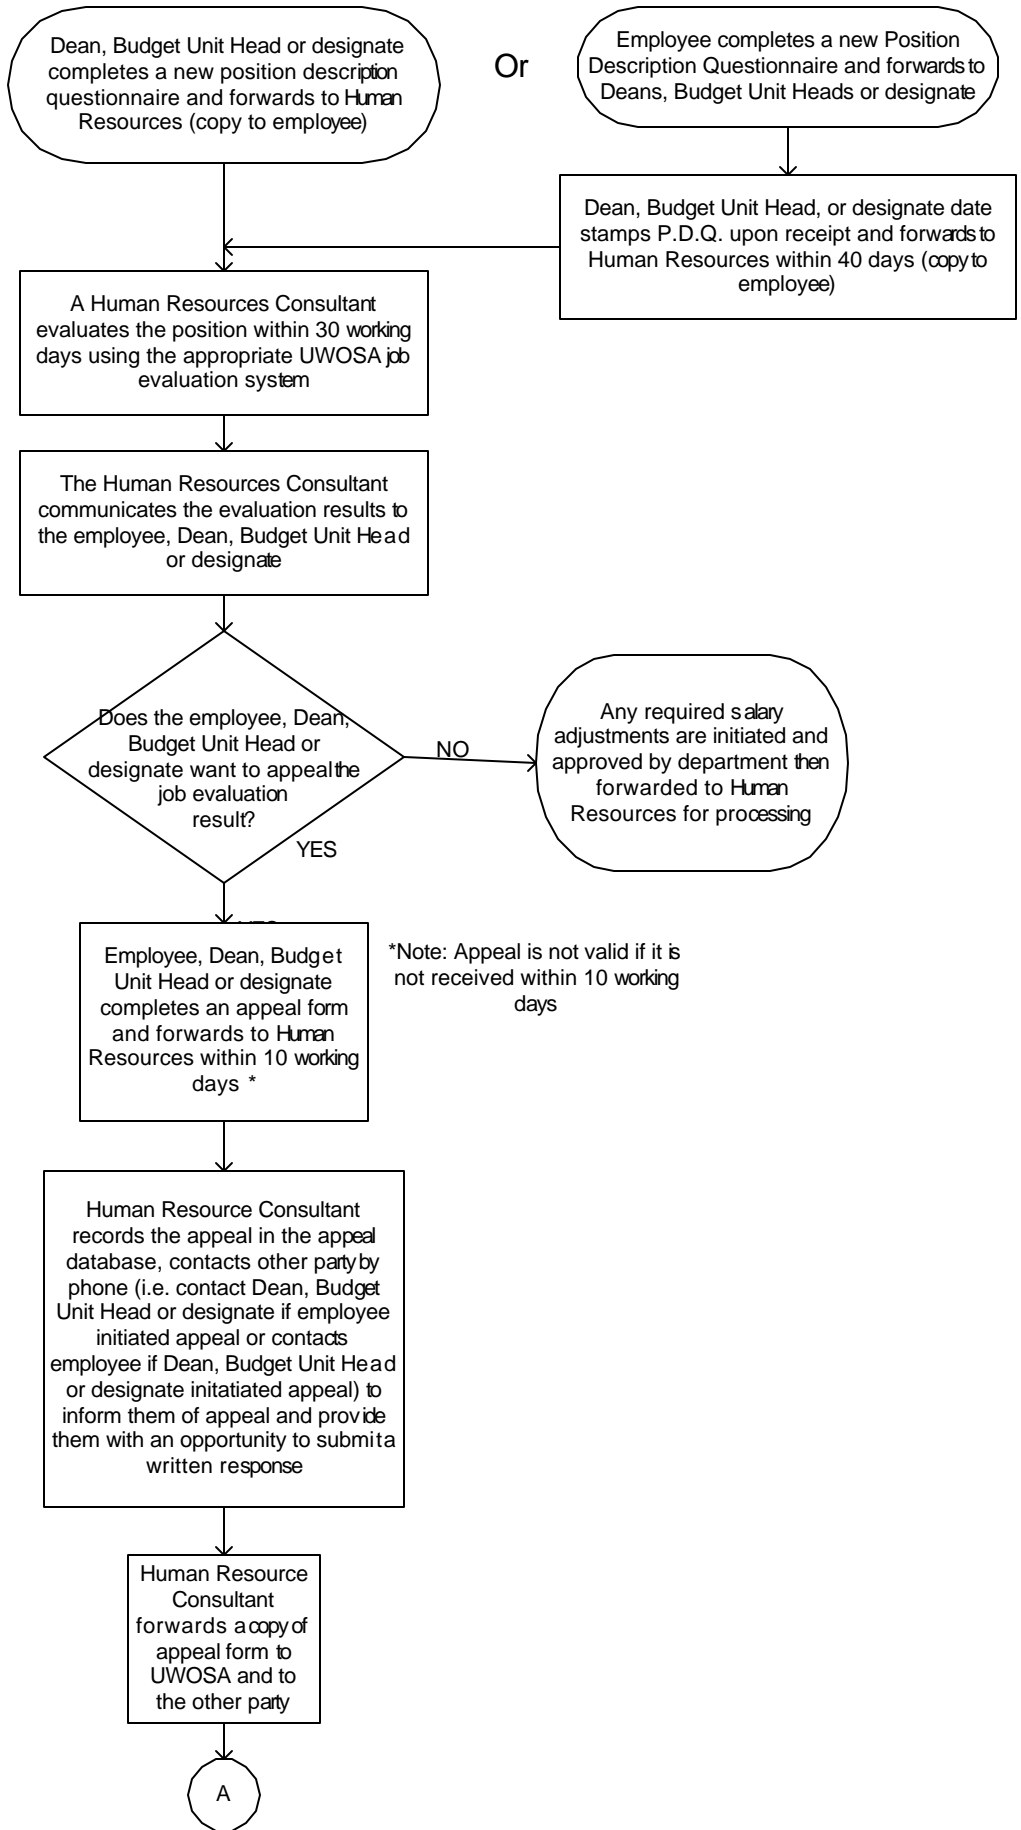 Dean, Budget Unit Head or designate
completes a new position description
questionnaire and forwards to Human
Resources (copy to employee)
Or
Employee completes a new Position
Description Questionnaire and forwards to
Deans, Budget Unit Heads or designate
Dean, Budget Unit Head, or designate date
stamps P.D.Q. upon receipt and forwards to
Human Resources within 40 days (copy to
employee)
A Human Resources Consultant
evaluates the position within 30 working
days using the appropriate UWOSA job
evaluation system
The Human Resources Consultant
communicates the evaluation results to
the employee, Dean, Budget Unit Head
or designate
Does the employee, Dean,
Budget Unit Head or
designate want to appeal the
job evaluation
result?
NO
Any required salary
adjustments are initiated and
approved by department then
forwarded to Human
Resources for processing
YES
Employee, Dean, Budget
Unit Head or designate
completes an appeal form
and forwards to Human
Resources within 10 working
days *
*Note: Appeal is not valid if it is
not received within 10 working
days
Human Resource Consultant
records the appeal in the appeal
database, contacts other party by
phone (i.e. contact Dean, Budget
Unit Head or designate if employee
initiated appeal or contacts
employee if Dean, Budget Unit Head
or designate initatiated appeal) to
inform them of appeal and provide
them with an opportunity to submit a
written response
Human Resource
Consultant
forwards a copy of
appeal form to
UWOSA and to
the other party
A